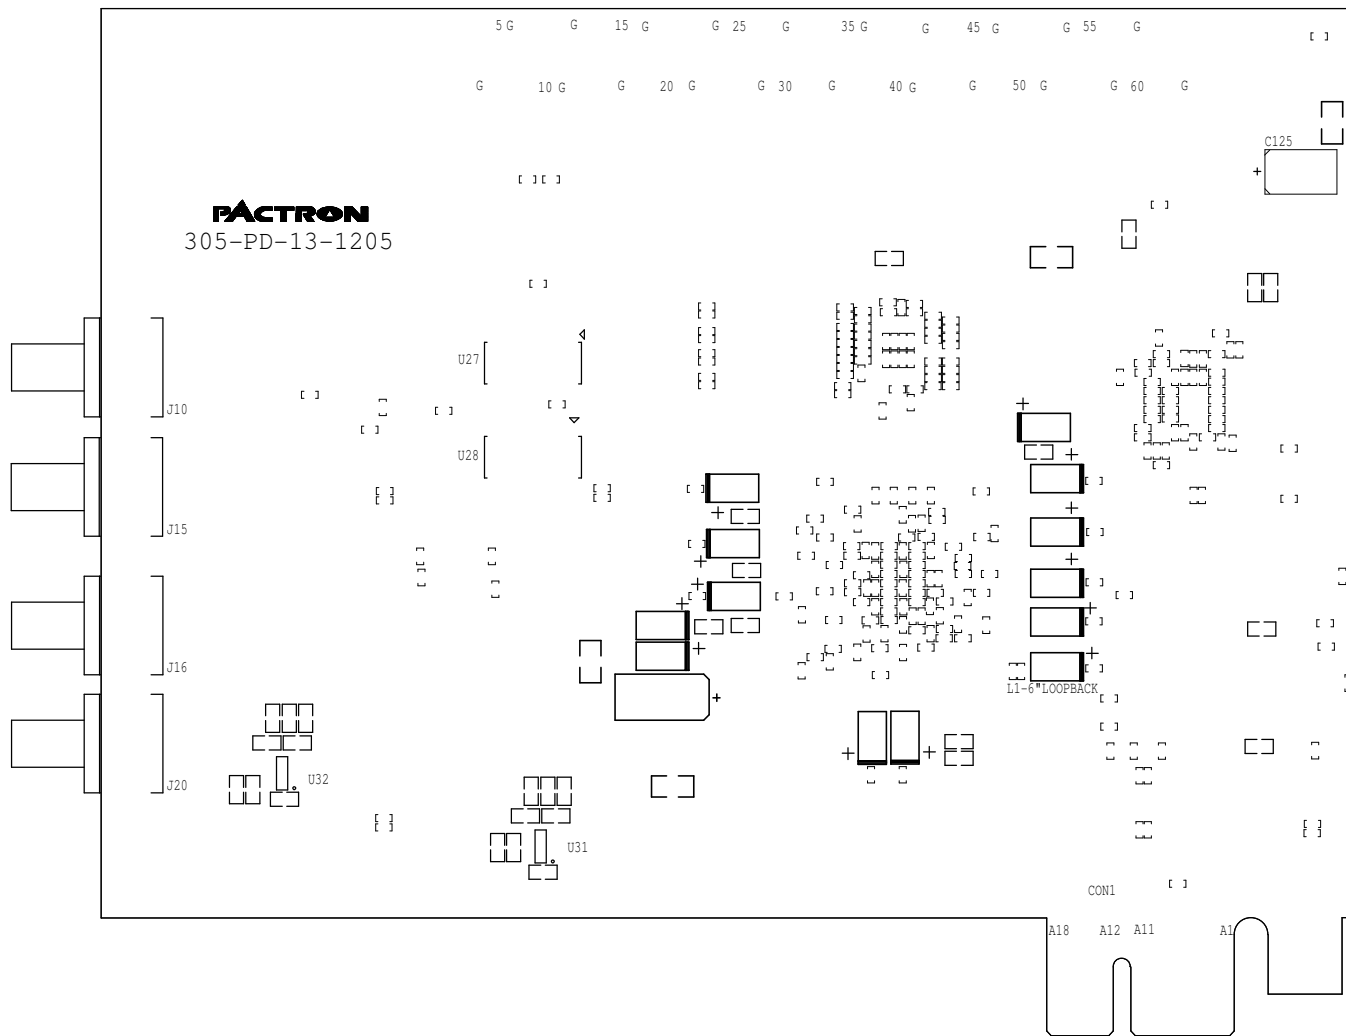 5 G G 15 G G 25 35 G G 45 G G 55 G
G 10 G G 20 G G 30 G 40 G G 50 G G 60 G
C125
PACTRON
305-PD-13-1205
U27
J10
U28
J15
J16
L1-6"LOOPBACK
U32
J20
U31
CON1
A18 A12 A11 A1